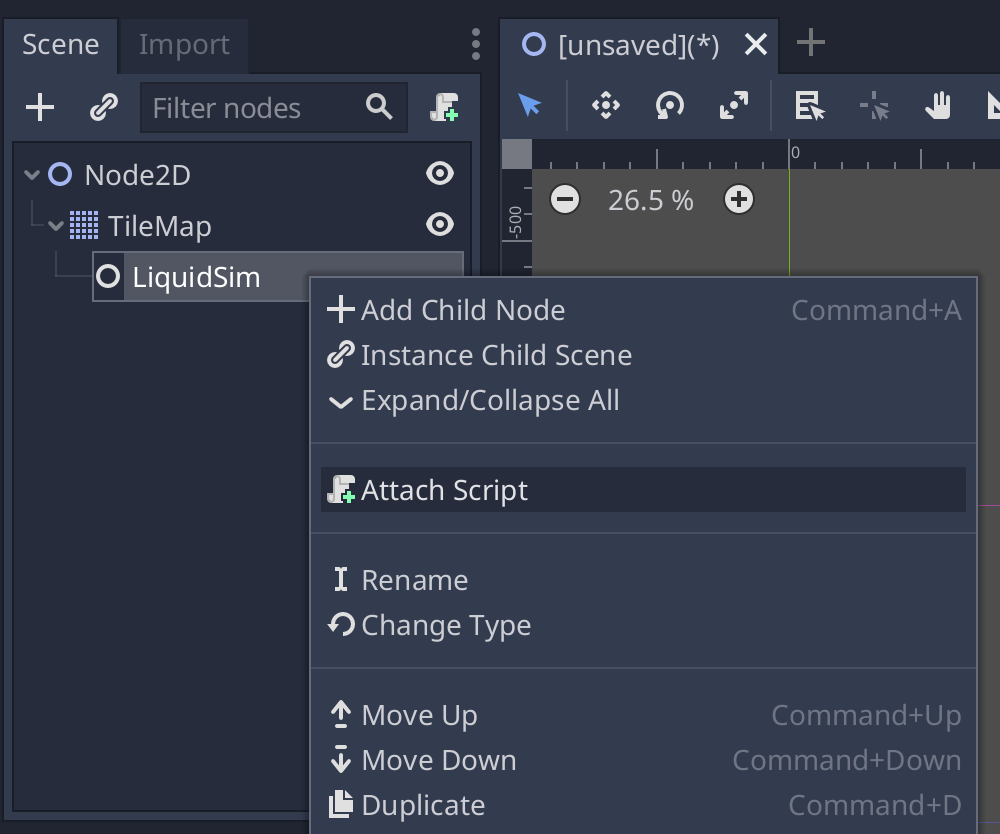 Scene Import
[unsaved](*)
Filter nodes
0
26.5 %
-500
Node2D
TileMap
LiquidSim
Add Child Node Command+A
Instance Child Scene
Expand/Collapse All
Attach Script
Rename
Change Type
Move Up Command+Up
Move Down Command+Down
Duplicate Command+D